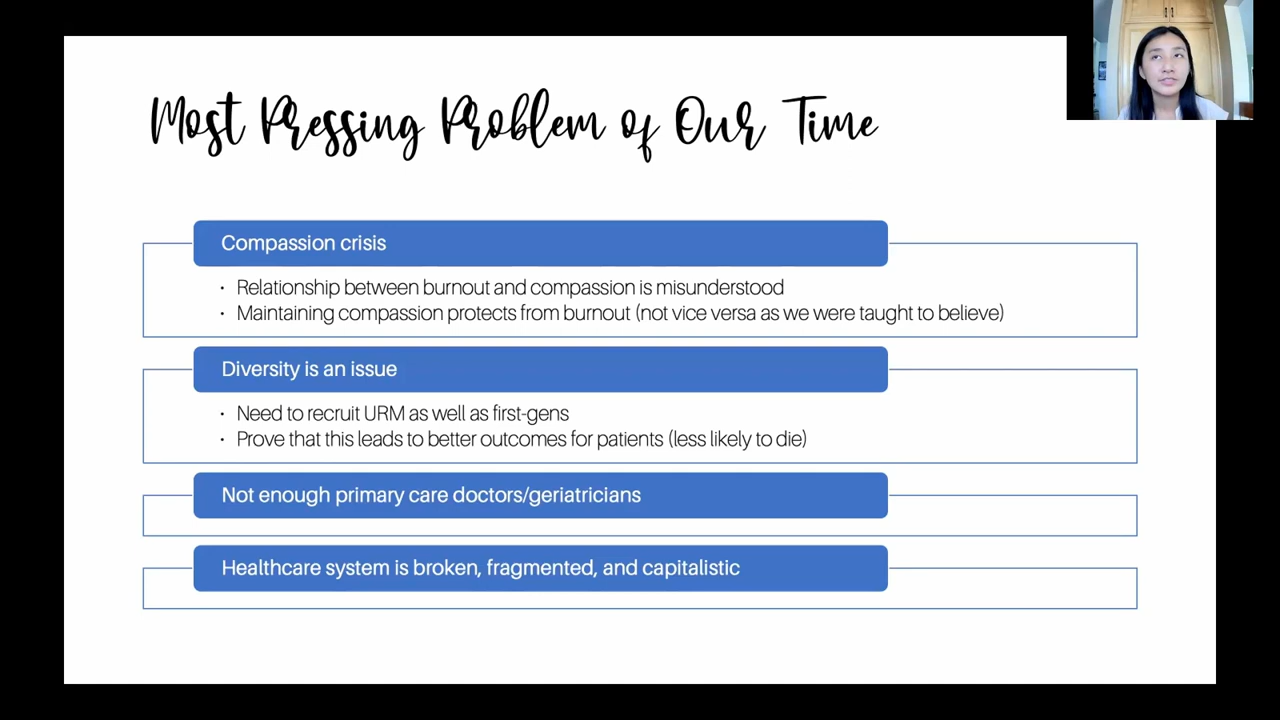 Most Pressing Problem of Our Time
Compassion crisis
• Relationship between burnout and compassion is misunderstood
• Maintaining compassion protects from burnout (not vice versa as we were taught to believe)
Diversity is an issue
• Need to recruit URM as well as first-gens
• Prove that this leads to better outcomes for patients (less likely to die)
Not enough primary care doctors/geriatricians
Healthcare system is broken, fragmented, and capitalistic